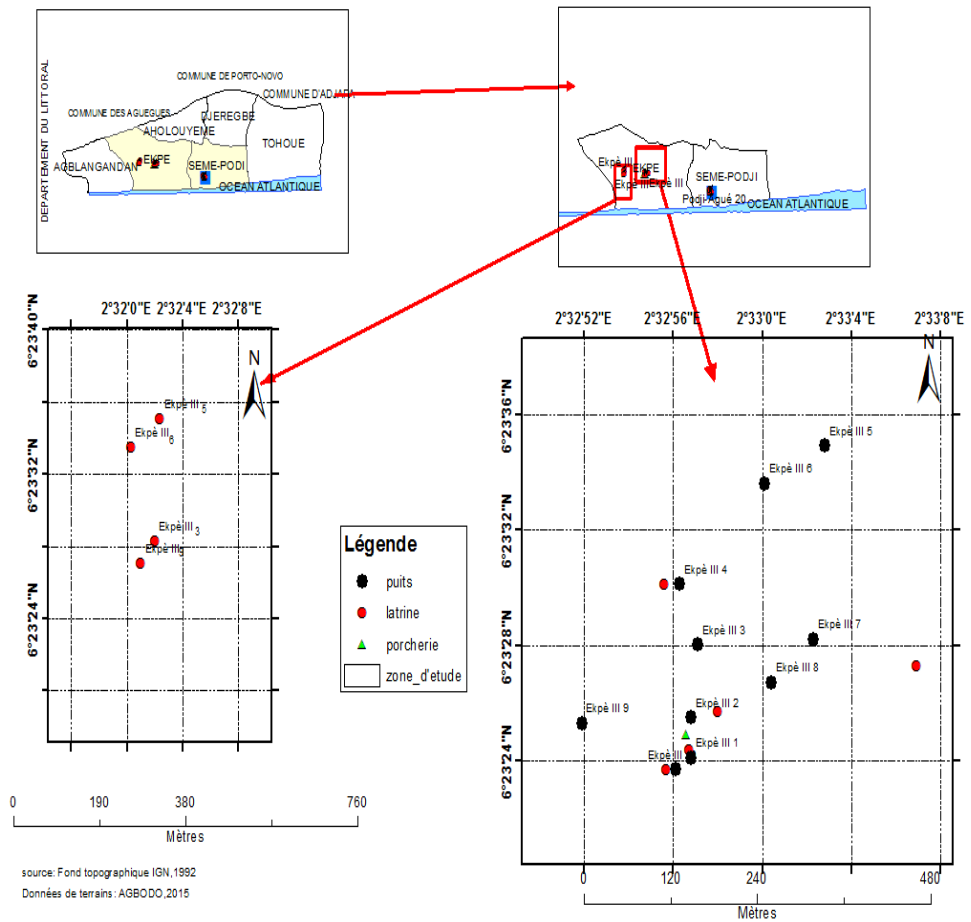 DEPARTEMENT DU LITTORAL
COMMUNE DE PORTO-NOVO
COMMUNE D'ADJARA
COMMUNE DES AGUEGUES
DJEREGBE
AHOLOUYEME
TOHOUE
AGBLANGANDAN
EKPE
SEME-PODJI
OCEAN ATLANTIQUE
Ekpè III
EKPE
Ekpè III
Ekpè III
SEME-PODJI
Podji-Agué 20
OCEAN ATLANTIQUE
2°32'0"E
2°32'4"E
2°32'8"E
6°23'40"N
6°23'32"N
6°23'24"N
N
Ekpè III 5
Ekpè III 6
Ekpè III 3
Légende
puits
latrine
porcherie
zone_d'etude
2°32'52"E
2°32'56"E
2°33'0"E
2°33'4"E
2°33'8"E
6°23'36"N
6°23'32"N
6°23'28"N
6°23'24"N
N
Ekpè III 5
Ekpè III 6
Ekpè III 4
Ekpè III 3
Ekpè III 7
Ekpè III 8
Ekpè III 9
Ekpè III 2
Ekpè III 1
Ekpè III
0 190 380 760
Mètres
0 120 240 480
Mètres
source: Fond topographique IGN,1992
Données de terrains: AGBODO,2015